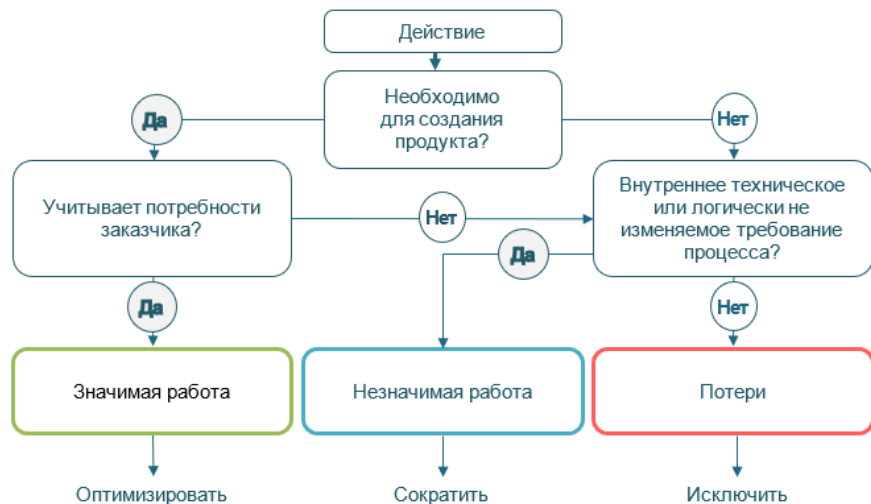 Действие
Необходимо
для создания
продукта?
Да
Нет
Учитывает потребности
заказчика?
Нет
Внутреннее техническое
или логически не
изменяемое требование
процесса?
Да
Да
Нет
Значимая работа
Незначимая работа
Потери
Оптимизировать
Сократить
Исключить